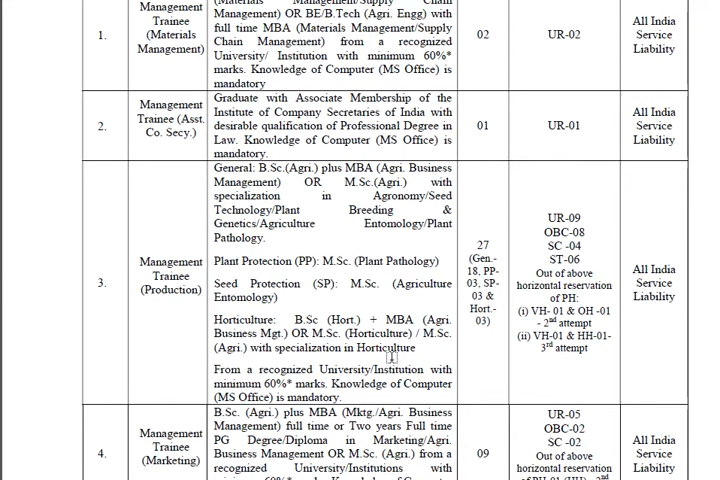 (Materials Management/Supply Chain
Management
Trainee
(Materials
Management)
1.
Management) OR BE/B.Tech (Agri. Engg) with
full time MBA (Materials Management/Supply
Chain Management) from a recognized
University/ Institution with minimum 60%*
marks. Knowledge of Computer (MS Office) is
mandatory
02
UR-02
All India
Service
Liability
2.
Management
Trainee (Asst.
Co. Secy.)
Graduate with Associate Membership of the
Institute of Company Secretaries of India with
desirable qualification of Professional Degree in
Law. Knowledge of Computer (MS Office) is
mandatory.
01
UR-01
All India
Service
Liability
3.
Management
Trainee
(Production)
General: B.Sc.(Agri.) plus MBA (Agri. Business
Management) OR M.Sc.(Agri.) with
specialization in Agronomy/Seed
Technology/Plant Breeding &
Genetics/Agriculture Entomology/Plant
Pathology.
Plant Protection (PP): M.Sc. (Plant Pathology)
Seed Protection (SP): M.Sc. (Agriculture
Entomology)
Horticulture: B.Sc (Hort.) + MBA (Agri.
Business Mgt.) OR M.Sc. (Horticulture) / M.Sc.
(Agri.) with specialization in Horticulture
From a recognized University/Institution with
minimum 60%* marks. Knowledge of Computer
(MS Office) is mandatory.
27
(Gen.-
18, PP-
03, SP-
03 &
Hort.-
03)
UR-09
OBC-08
SC -04
ST-06
Out of above
horizontal reservation
of PH:
(i) VH- 01 & OH -01
- 2nd attempt
(ii) VH-01 & HH-01-
3rd attempt
All India
Service
Liability
4.
Management
Trainee
(Marketing)
B.Sc. (Agri.) plus MBA (Mktg./Agri. Business
Management) full time or Two years Full time
PG Degree/Diploma in Marketing/Agri.
Business Management OR M.Sc. (Agri.) from a
recognized University/Institutions with
09
UR-05
OBC-02
SC -02
Out of above
horizontal reservation
All India
Service
Liability